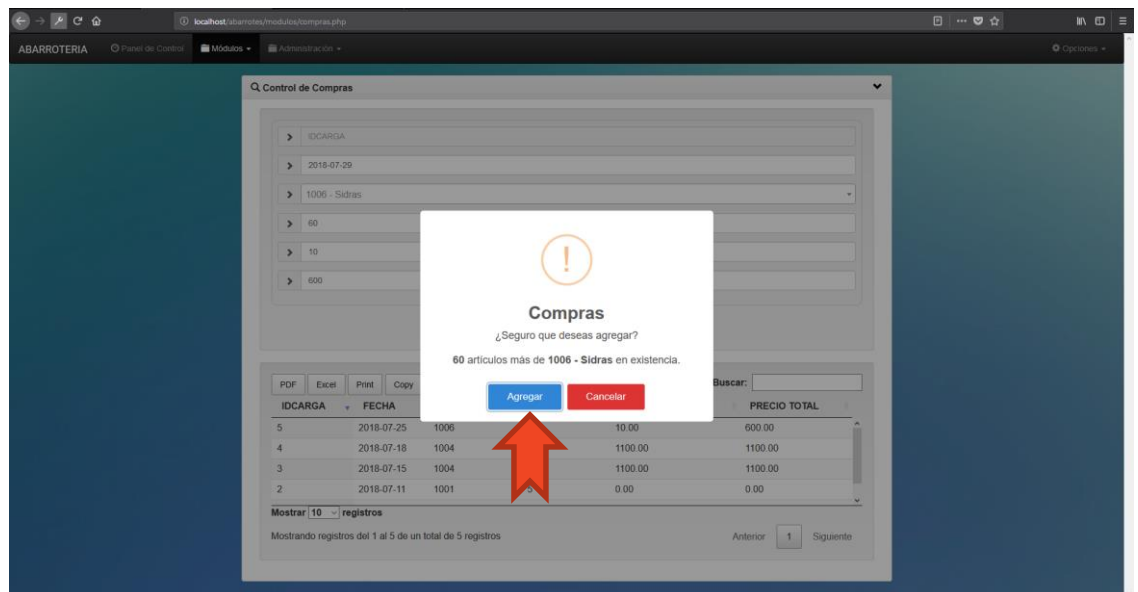 localhost/abarrotes/modulos/compras.php
ABARROTERIA Panel de Control Módulos Administración Opciones
Control de Compras
IDCARGA
2018-07-29
1006 - Sidras
60
10
600
Compras
¿Seguro que deseas agregar?
60 artículos más de 1006 - Sidras en existencia.
Agregar Cancelar
PDF Excel Print Copy Buscar:
IDCARGA FECHA PRECIO TOTAL
5 2018-07-25 1006 10.00 600.00
4 2018-07-18 1004 1100.00 1100.00
3 2018-07-15 1004 1100.00 1100.00
2 2018-07-11 1001 5 0.00 0.00
Mostrar 10 registros
Mostrando registros del 1 al 5 de un total de 5 registros Anterior 1 Siguiente